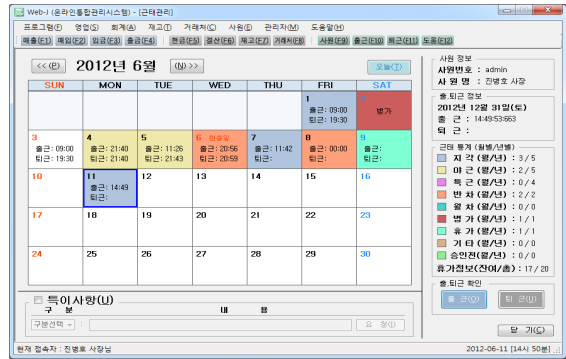 Web-J (온라인통합관리시스템) - [근태관리]
프로그램(F) 영업(S) 회계(A) 재고(T) 거래처(C) 사원(E) 관리자(M) 도움말(H)
매출(F1) 매입(F2) 입금(F3) 출금(F4) 현금(F5) 결산(F6) 재고(F7) 거래처(F8) 사원(F9) 출근(F10) 퇴근(F11) 도움(F12)
<<(P) 2012년 6월 (N)>> 오늘(T)
SUN MON TUE WED THU FRI SAT
1 2
출근: 09:00
퇴근: 19:30
병가
3 4 5 6 현충일 7 8 9
출근: 09:00 출근: 21:40 출근: 11:26 출근: 20:56 출근: 11:42 출근: 00:00 출근:
퇴근: 19:30 퇴근: 21:40 퇴근: 21:43 퇴근: 20:59 퇴근: 퇴근: 퇴근:
10 11 12 13 14 15 16
출근: 14:49
퇴근:
17 18 19 20 21 22 23
24 25 26 27 28 29 30
특이사항(U)
구 분 내 용
구분선택 : 요 청(I)
사원 정보
사원번호 : admin
사 원 명 : 진병호 사장
출,퇴근 정보
2012년 12월 31일(토)
출 근 : 14:49:53:663
퇴 근 :
근태 통계 (월별/년별)
지 각 (월/년) : 3 / 5
야 근 (월/년) : 2 / 5
특 근 (월/년) : 0 / 4
반 차 (월/년) : 2 / 2
월 차 (월/년) : 0 / 0
병 가 (월/년) : 1 / 1
휴 가 (월/년) : 1 / 1
기 타 (월/년) : 0 / 0
승인전(월/년) : 0 / 0
휴가정보(잔여/총) : 17 / 20
출,퇴근 확인
출 근(O) 퇴 근(U)
닫 기(C)
현재 접속자 : 진병호 사장님 2012-06-11 [14시 50분]